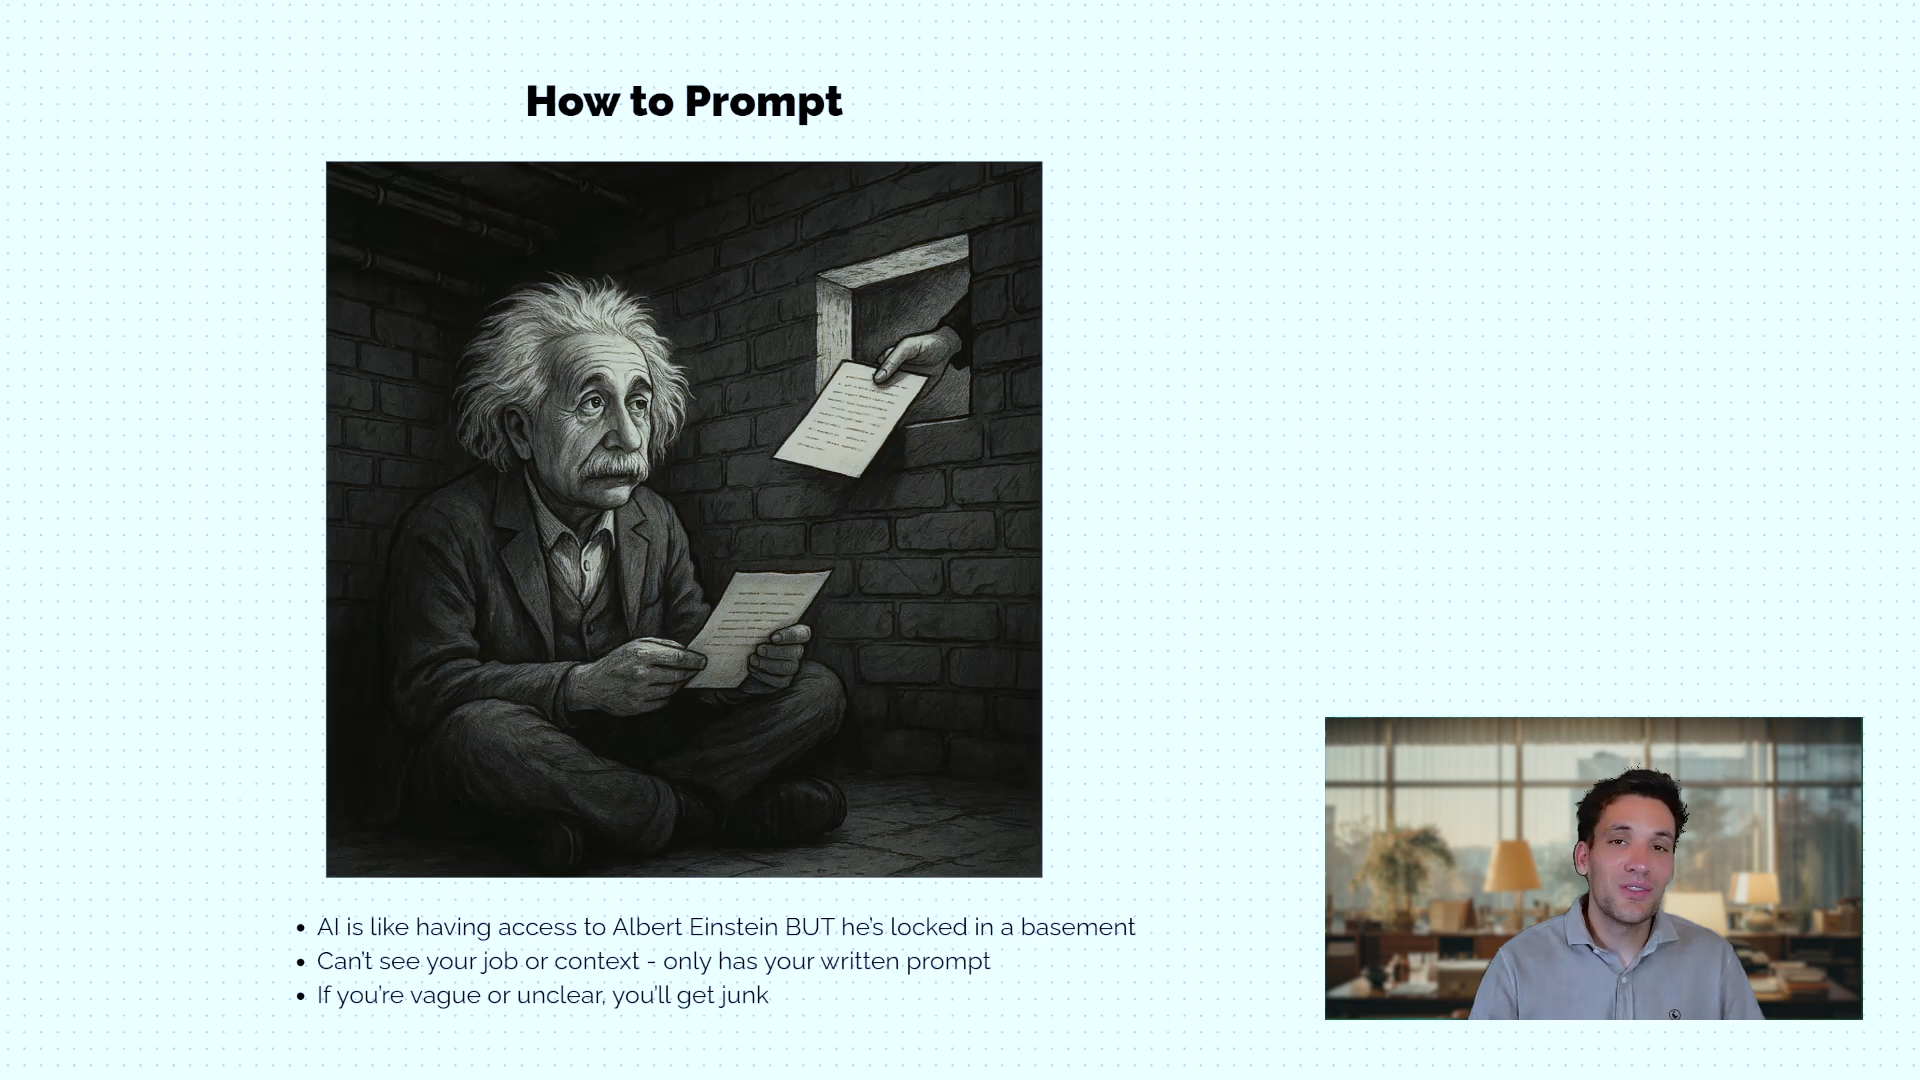 How to Prompt
• AI is like having access to Albert Einstein BUT he's locked in a basement
• Can't see your job or context - only has your written prompt
• If you're vague or unclear, you'll get junk